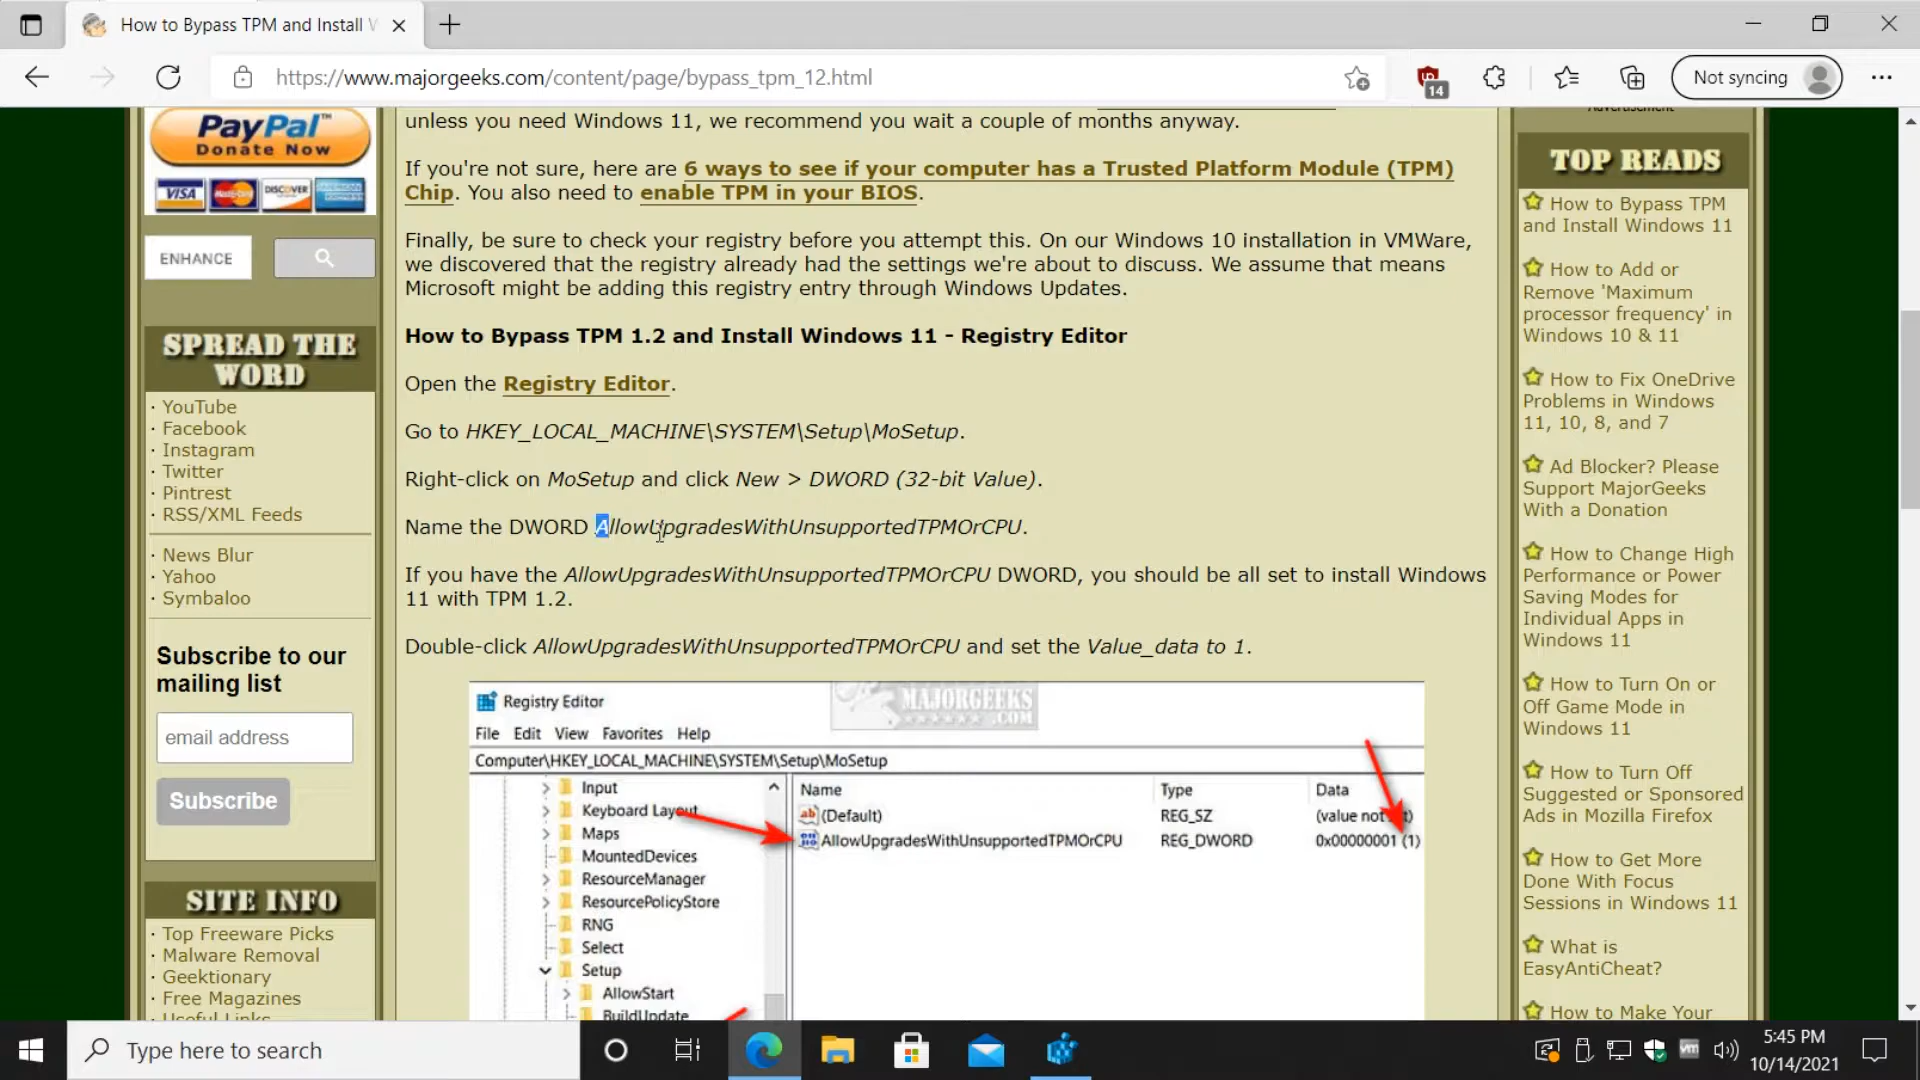 How to Bypass TPM and Install W
https://www.majorgeeks.com/content/page/bypass_tpm_12.html
14
Not syncing
PayPal™
Donate Now
VISA MasterCard DISCOVER
ENHANCE
SPREAD THE
WORD
· YouTube
· Facebook
· Instagram
· Twitter
· Pintrest
· RSS/XML Feeds
· News Blur
· Yahoo
· Symbaloo
Subscribe to our
mailing list
email address
Subscribe
SITE INFO
· Top Freeware Picks
· Malware Removal
· Geektionary
· Free Magazines
· Useful Links
unless you need Windows 11, we recommend you wait a couple of months anyway.
If you're not sure, here are 6 ways to see if your computer has a Trusted Platform Module (TPM)
Chip. You also need to enable TPM in your BIOS.
Finally, be sure to check your registry before you attempt this. On our Windows 10 installation in VMWare,
we discovered that the registry already had the settings we're about to discuss. We assume that means
Microsoft might be adding this registry entry through Windows Updates.
How to Bypass TPM 1.2 and Install Windows 11 - Registry Editor
Open the Registry Editor.
Go to HKEY_LOCAL_MACHINE\SYSTEM\Setup\MoSetup.
Right-click on MoSetup and click New > DWORD (32-bit Value).
Name the DWORD AllowUpgradesWithUnsupportedTPMOrCPU.
If you have the AllowUpgradesWithUnsupportedTPMOrCPU DWORD, you should be all set to install Windows
11 with TPM 1.2.
Double-click AllowUpgradesWithUnsupportedTPMOrCPU and set the Value_data to 1.
Registry Editor
MAJORGEEKS
.COM
File Edit View Favorites Help
Computer\HKEY_LOCAL_MACHINE\SYSTEM\Setup\MoSetup
Input
Keyboard Layout
Maps
MountedDevices
ResourceManager
ResourcePolicyStore
RNG
Select
Setup
AllowStart
BuildUpdate
Name Type Data
(Default) REG_SZ (value not set)
AllowUpgradesWithUnsupportedTPMOrCPU REG_DWORD 0x00000001 (1)
Advertisement
TOP READS
How to Bypass TPM
and Install Windows 11
How to Add or
Remove 'Maximum
processor frequency' in
Windows 10 & 11
How to Fix OneDrive
Problems in Windows
11, 10, 8, and 7
Ad Blocker? Please
Support MajorGeeks
With a Donation
How to Change High
Performance or Power
Saving Modes for
Individual Apps in
Windows 11
How to Turn On or
Off Game Mode in
Windows 11
How to Turn Off
Suggested or Sponsored
Ads in Mozilla Firefox
How to Get More
Done With Focus
Sessions in Windows 11
What is
EasyAntiCheat?
How to Make Your
Type here to search
vm
5:45 PM
10/14/2021